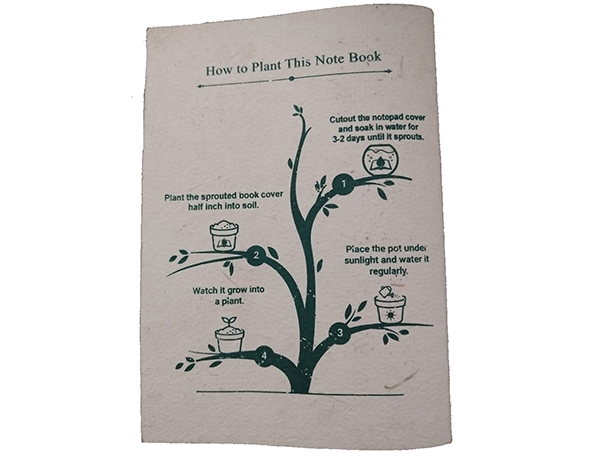 How to Plant This Note Book
Cutout the notepad cover
and soak in water for
3-2 days until it sprouts.
1
Plant the sprouted book cover
half inch into soil.
2
Place the pot under
sunlight and water it
regularly.
3
Watch it grow into
a plant.
4